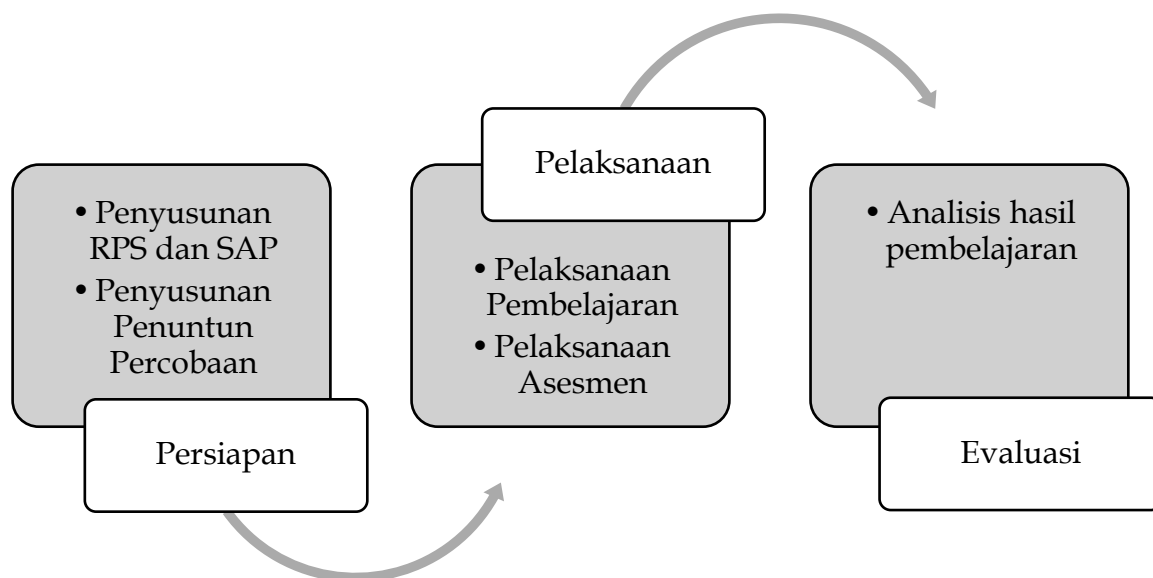 • Penyusunan
RPS dan SAP
• Penyusunan
Penuntun
Percobaan
Persiapan
Pelaksanaan
• Pelaksanaan
Pembelajaran
• Pelaksanaan
Asesmen
• Analisis hasil
pembelajaran
Evaluasi